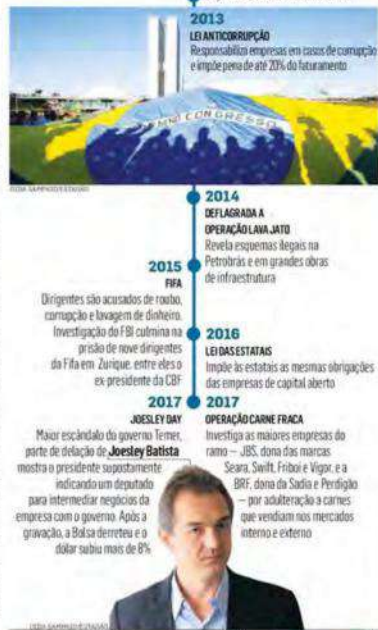 2013
LEI ANTICORRUPÇÃO
Responsabiliza empresas em casos de corrupção
e impõe pena de até 20% do faturamento
CONGRESSO
2014
DEFLAGRADA A
OPERAÇÃO LAVA JATO
Revela esquemas ilegais na
Petrobrás e em grandes obras
de infraestrutura
2015
FIFA
Dirigentes são acusados de roubo,
corrupção e lavagem de dinheiro.
Investigação do FBI culmina na
prisão de nove dirigentes
da Fifa em Zurique, entre eles o
ex presidente da CBF
2016
LEI DAS ESTATAIS
Impõe às estatais as mesmas obrigações
das empresas de capital aberto
2017
JOESLEY DAY
Maior escândalo do governo Temer,
parte de delação de Joesley Batista
mostra o presidente supostamente
indicando um deputado
para intermediar negócios da
empresa com o governo. Após a
gravação, a Bolsa derreteu e o
dólar subiu mais de 8%
2017
OPERAÇÃO CARNE FRACA
Investiga as maiores empresas do
ramo – JBS, dona das marcas
Seara, Swift, Friboi e Vigor, e a
BRF, dona da Sadia e Perdigão
– por adulteração a carnes
que vendiam nos mercados
interno e externo